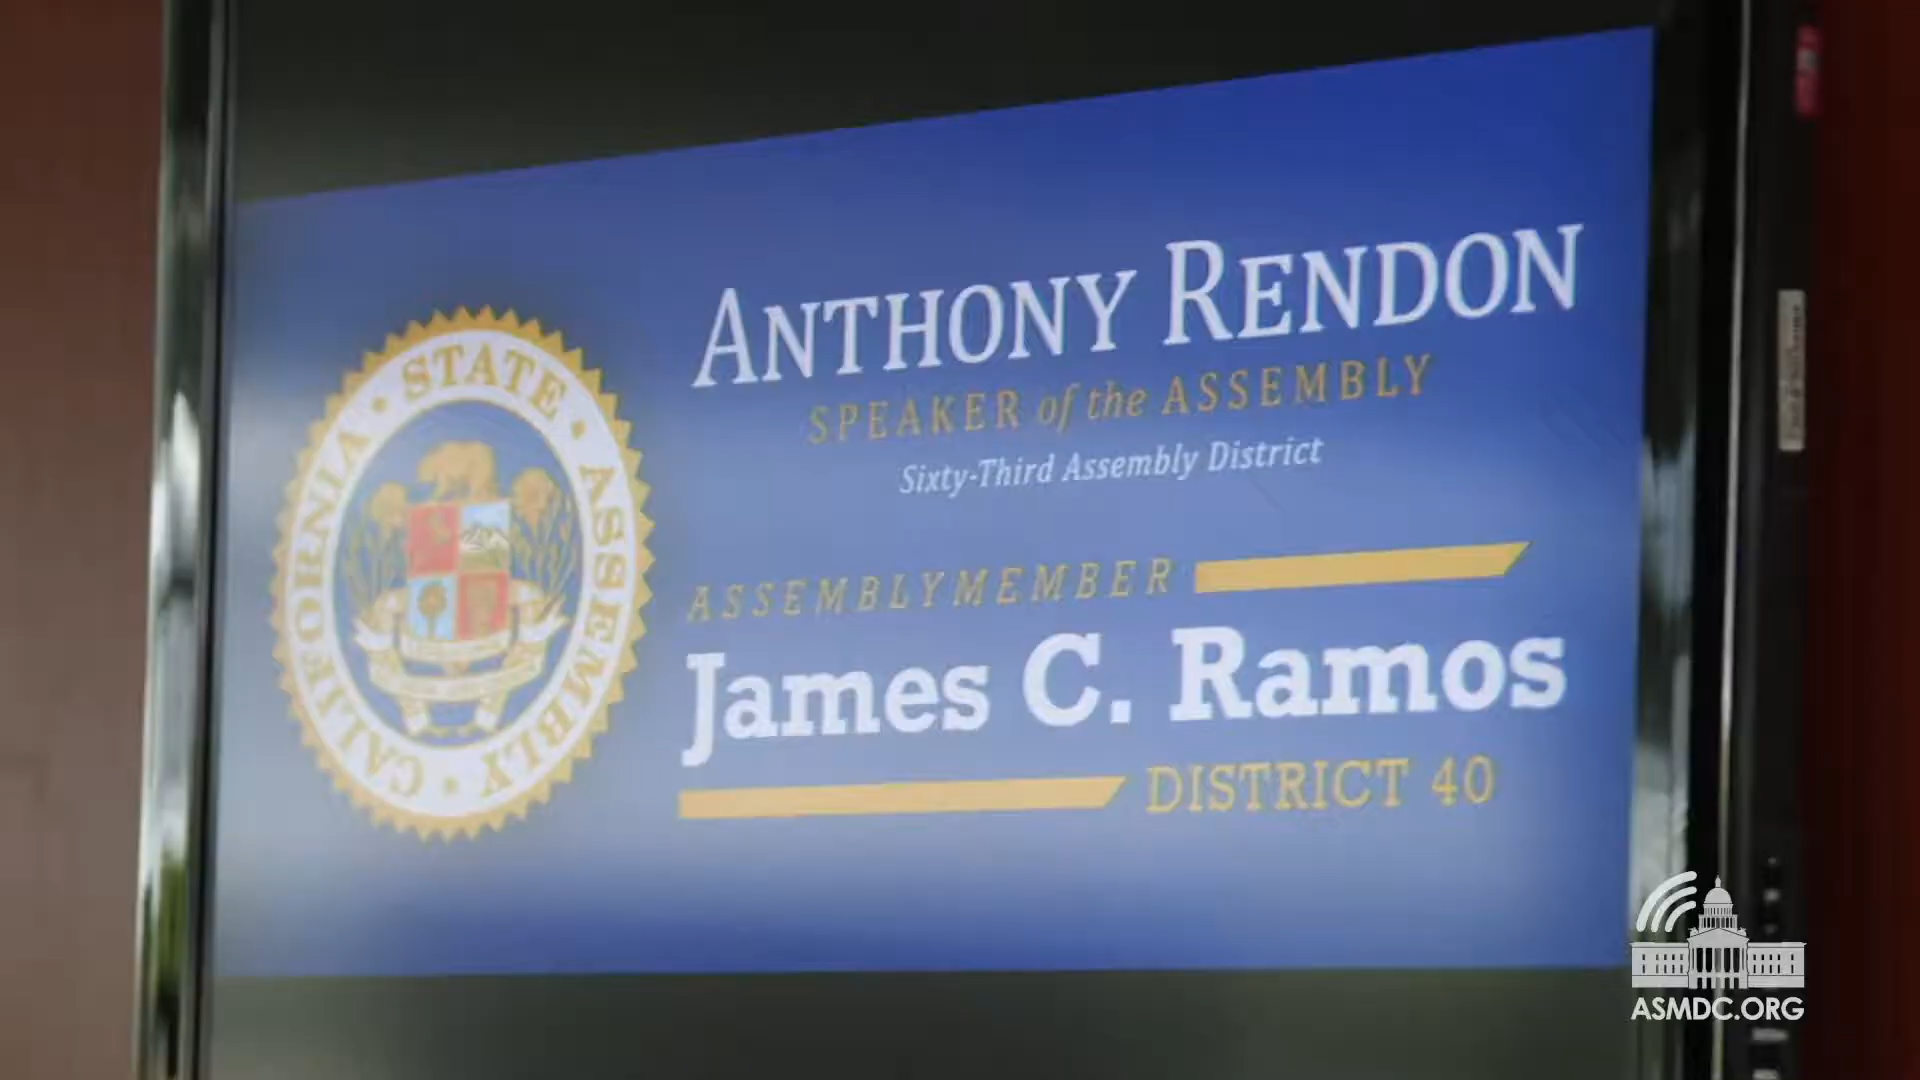 ANTHONY RENDON
SPEAKER of the ASSEMBLY
Sixty-Third Assembly District
CALIFORNIA • STATE • ASSEMBLY •
ASSEMBLYMEMBER
James C. Ramos
DISTRICT 40
ASMDC.ORG